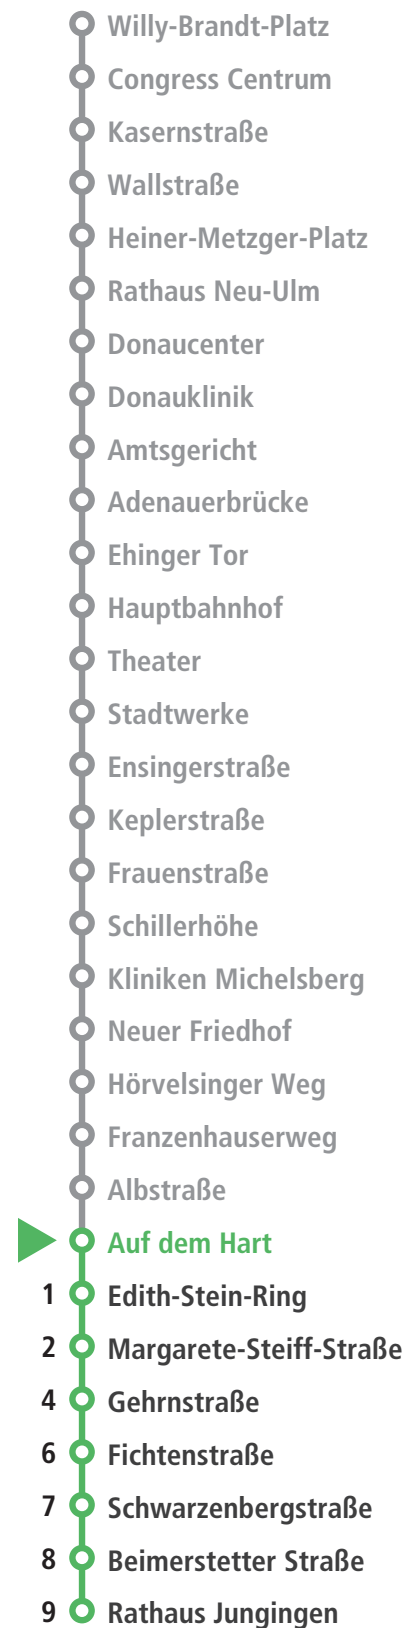 Willy-Brandt-Platz
Congress Centrum
Kasernstraße
Wallstraße
Heiner-Metzger-Platz
Rathaus Neu-Ulm
Donaucenter
Donauklinik
Amtsgericht
Adenauerbrücke
Ehinger Tor
Hauptbahnhof
Theater
Stadtwerke
Ensingerstraße
Keplerstraße
Frauenstraße
Schillerhöhe
Kliniken Michelsberg
Neuer Friedhof
Hörvelsinger Weg
Franzenhauserweg
Albstraße
Auf dem Hart
1 Edith-Stein-Ring
2 Margarete-Steiff-Straße
4 Gehrnstraße
6 Fichtenstraße
7 Schwarzenbergstraße
8 Beimerstetter Straße
9 Rathaus Jungingen